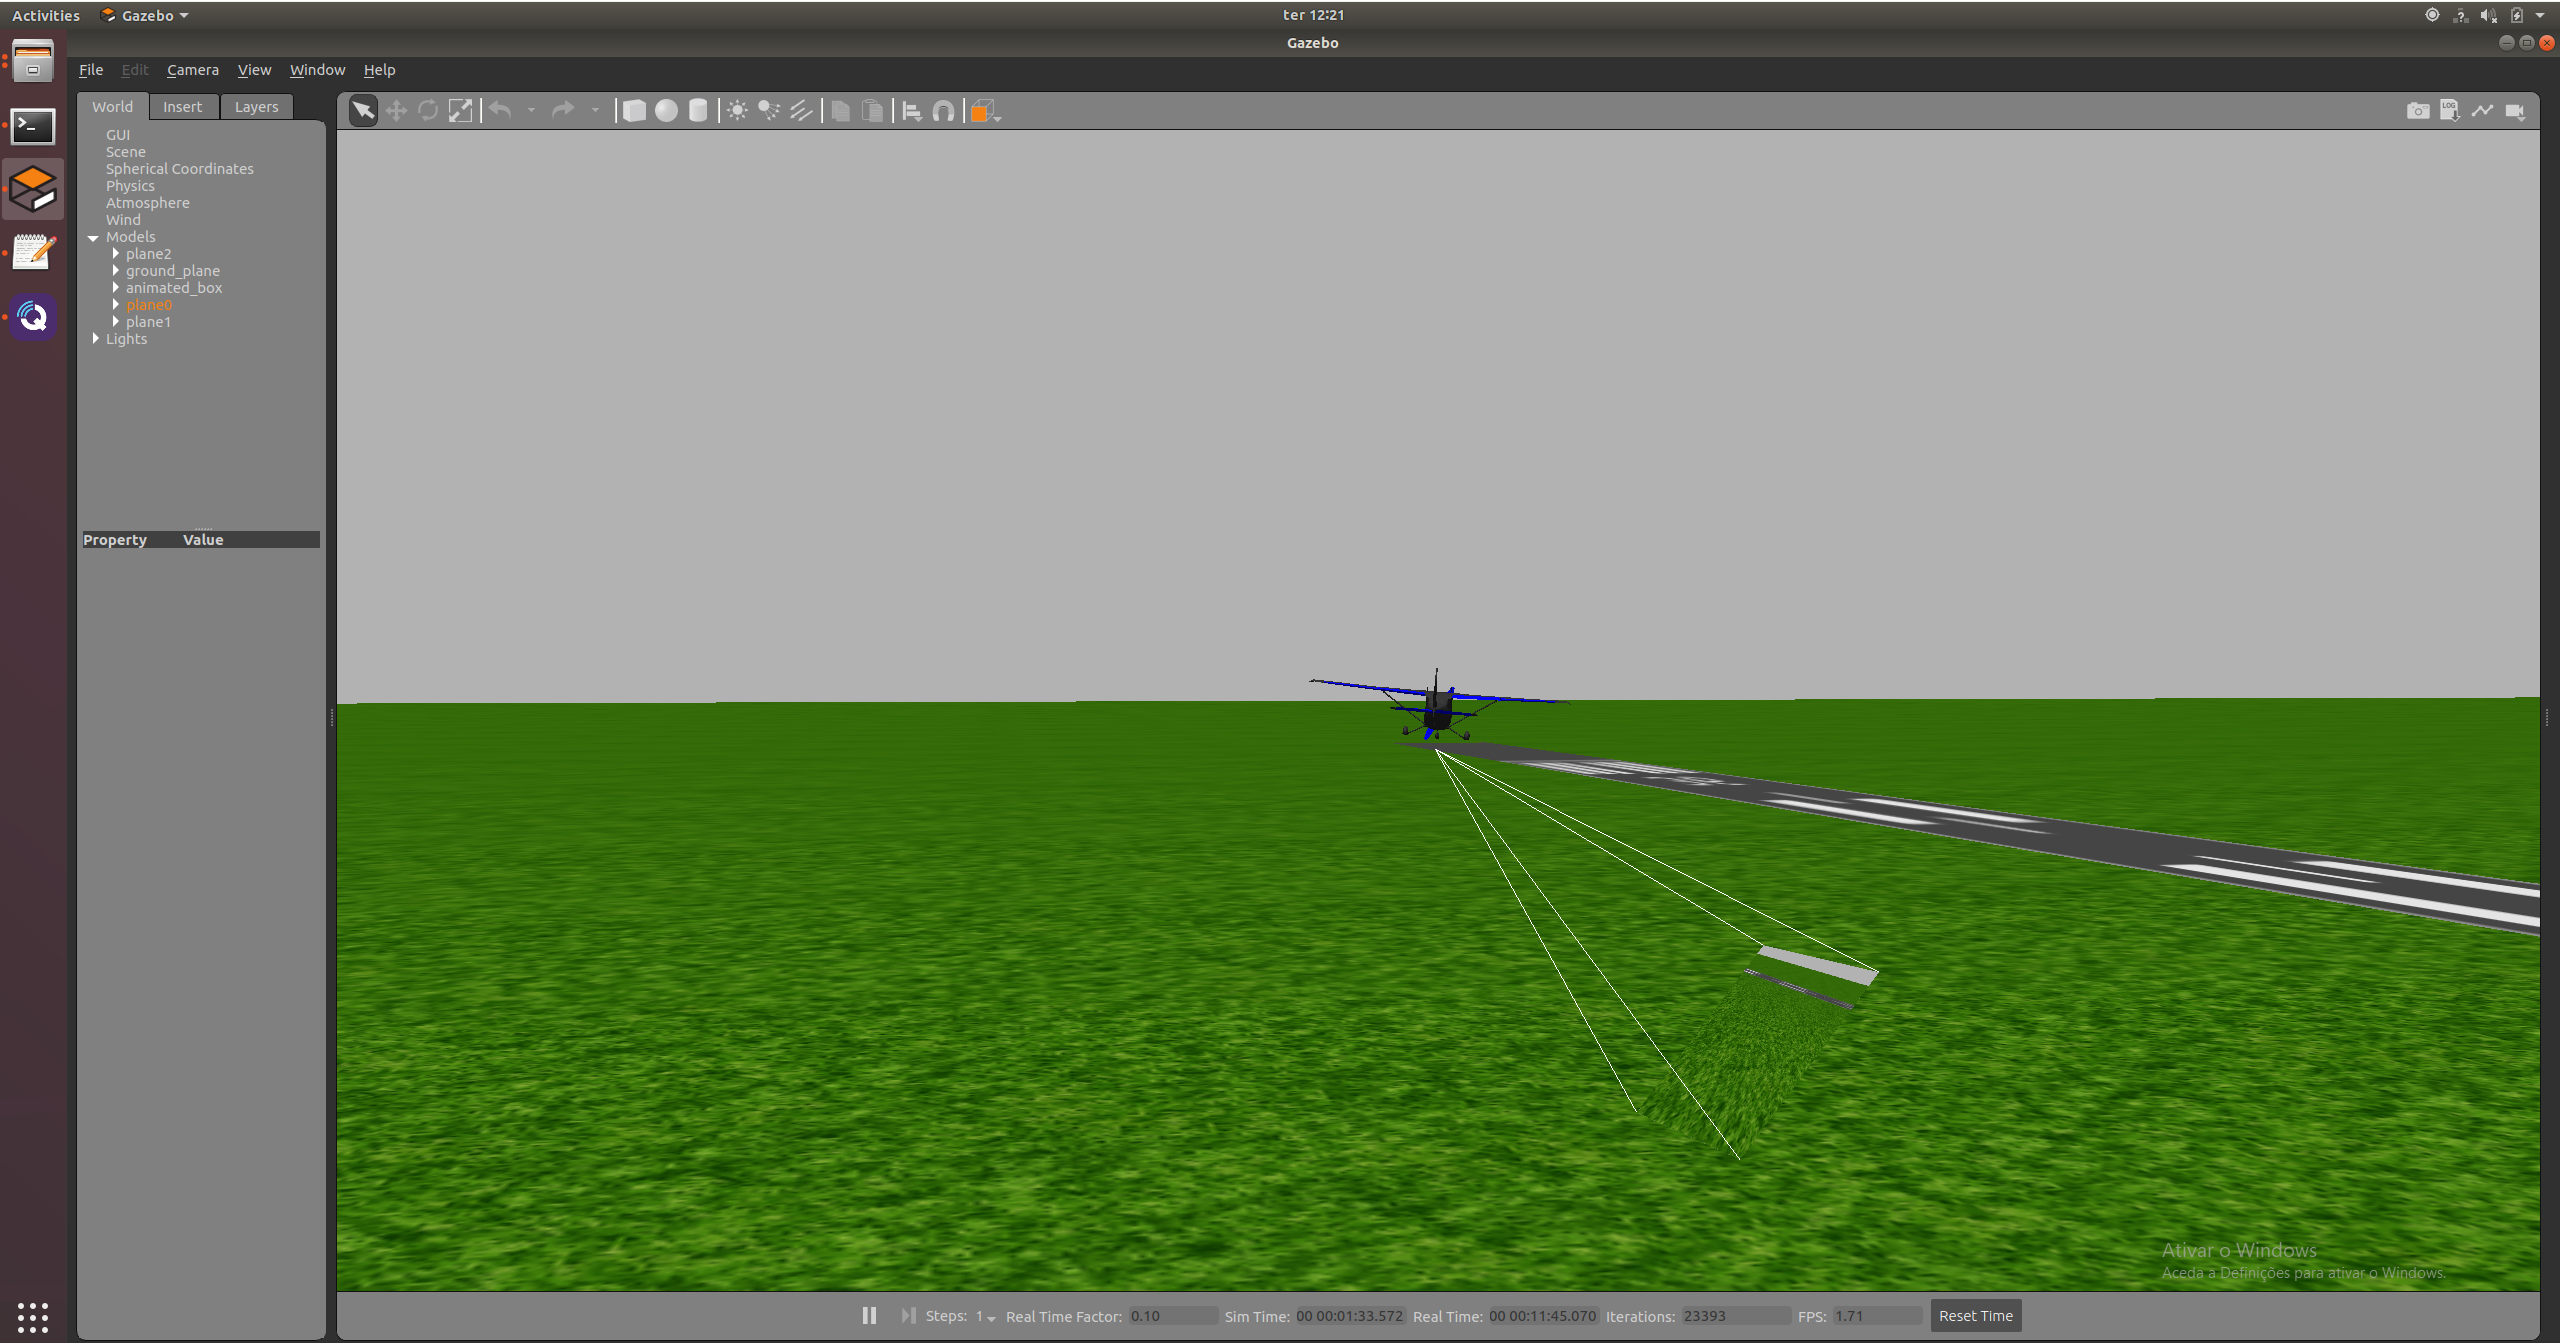 Activities Gazebo ter 12:21
Gazebo
File Edit Camera View Window Help
World Insert Layers
GUI
Scene
Spherical Coordinates
Physics
Atmosphere
Wind
Models
plane2
ground_plane
animated_box
plane0
plane1
Lights
Property Value
LOG
Ativar o Windows
Aceda a Definições para ativar o Windows.
Steps: 1 Real Time Factor: 0.10 Sim Time: 00 00:01:33.572 Real Time: 00 00:11:45.070 Iterations: 23393 FPS: 1.71 Reset Time